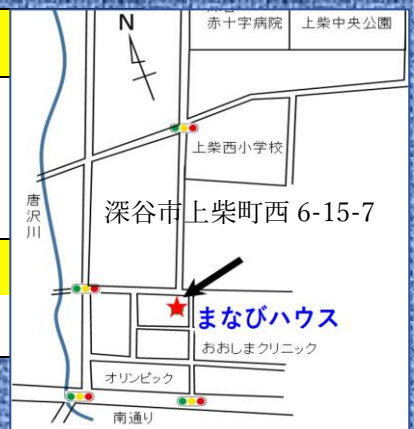 N
赤十字病院
上柴中央公園
上柴西小学校
唐沢川
深谷市上柴町西 6-15-7
まなびハウス
おおしまクリニック
オリンピック
南通り